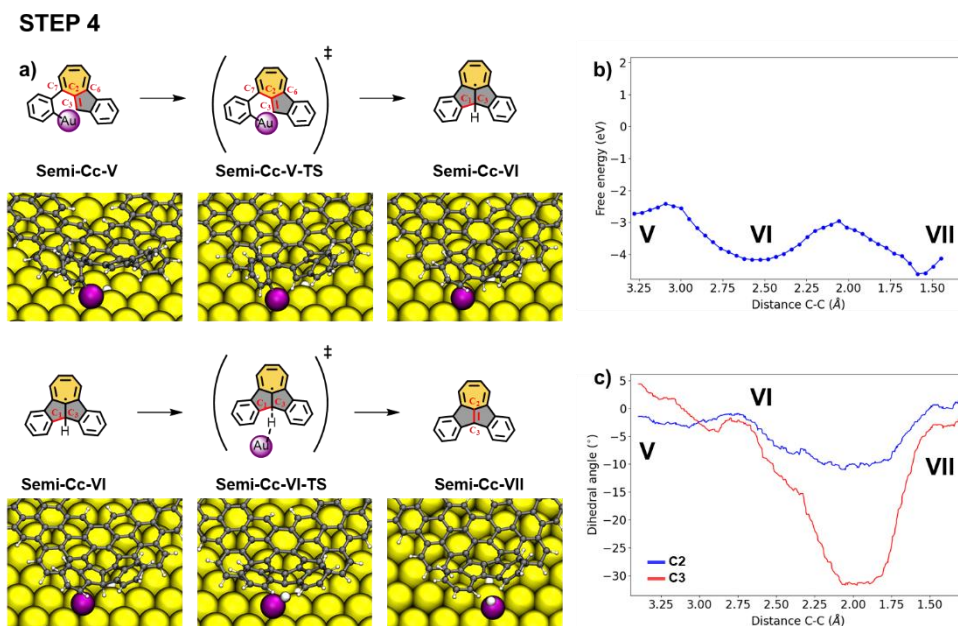 STEP 4
a)
C7 C2 C6
C3
Au
‡
C7 C2 C6
C3
Au
C1 C3
H
Semi-Cc-V
Semi-Cc-V-TS
Semi-Cc-VI
C1 C3
H
‡
C1 C3
H
Au
C2
C3
Semi-Cc-VI
Semi-Cc-VI-TS
Semi-Cc-VII
b)
Free energy (eV)
2
1
0
−1
−2
−3
−4
V
VI
VII
3.25 3.00 2.75 2.50 2.25 2.00 1.75 1.50
Distance C-C (Å)
c)
Dihedral angle (°)
5
0
−5
−10
−15
−20
−25
−30
V
VI
VII
C2
C3
3.25 3.00 2.75 2.50 2.25 2.00 1.75 1.50
Distance C-C (Å)